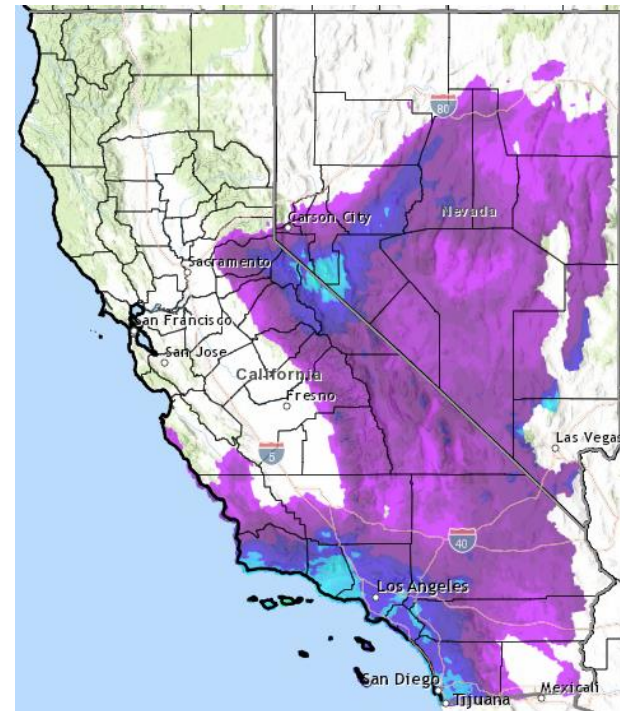 80
Carson City
Nevada
Sacramento
San Francisco
San Jose
California
Fresno
5
Las Vegas
40
Los Angeles
San Diego
Tijuana
Mexicali